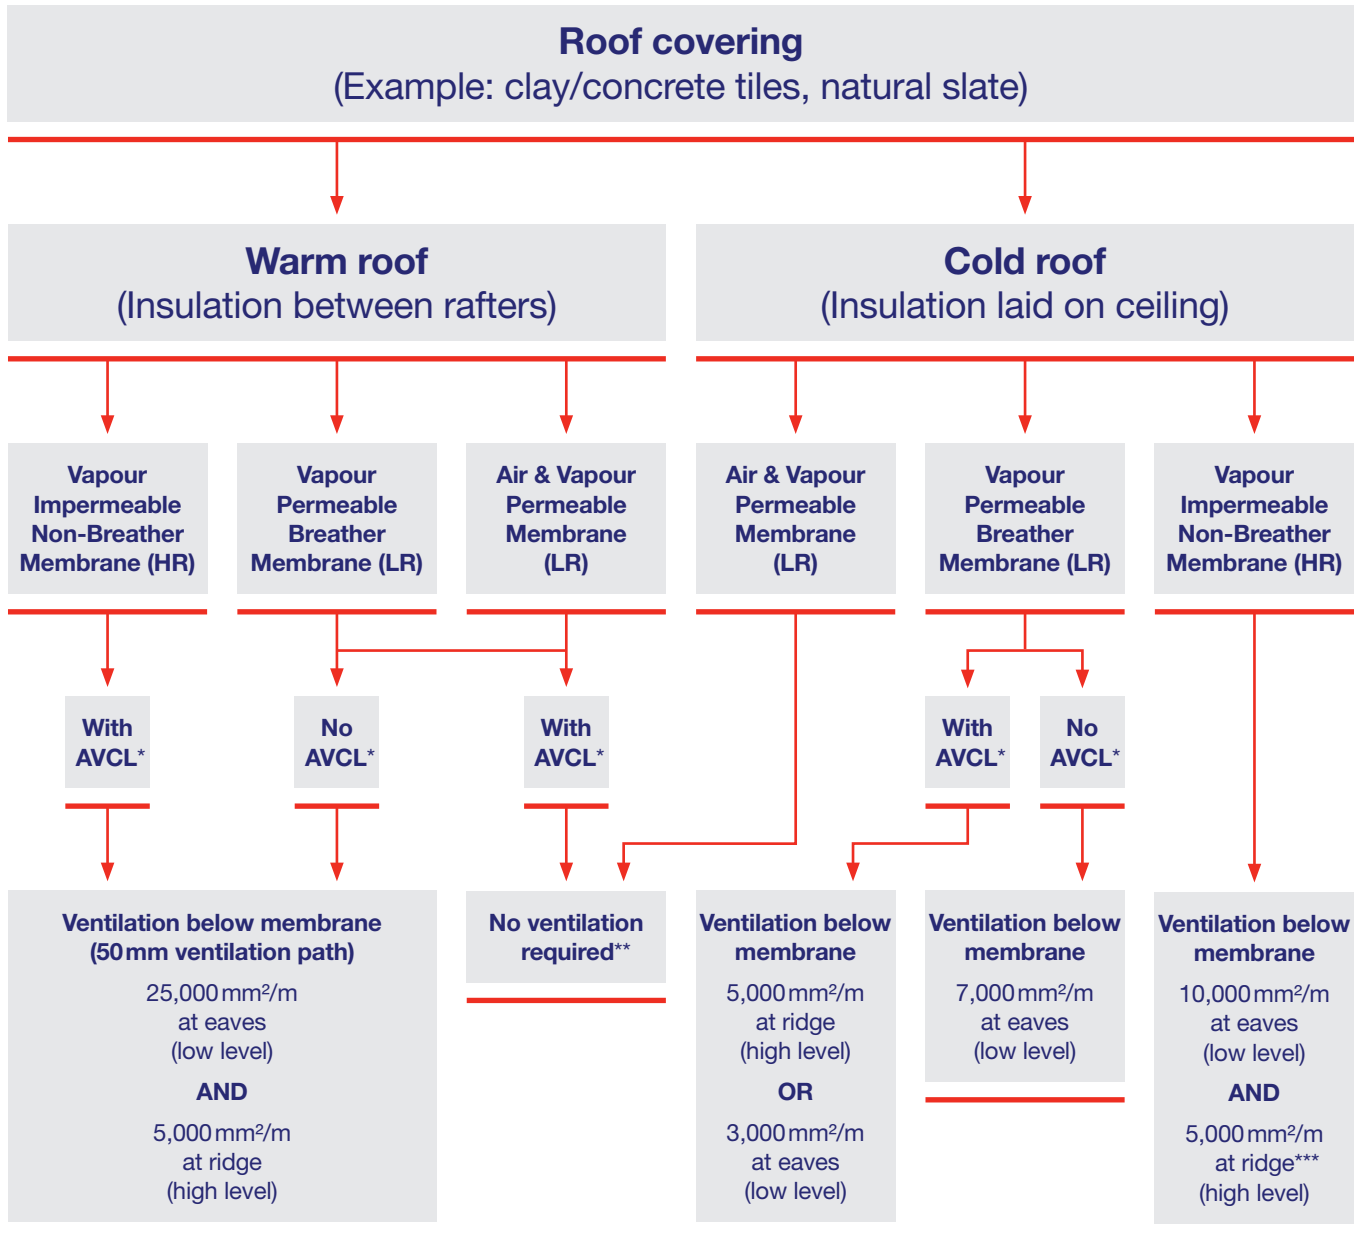 Roof covering
(Example: clay/concrete tiles, natural slate)
Warm roof
(Insulation between rafters)
Cold roof
(Insulation laid on ceiling)
Vapour
Impermeable
Non-Breather
Membrane (HR)
Vapour
Permeable
Breather
Membrane (LR)
Air & Vapour
Permeable
Membrane
(LR)
Air & Vapour
Permeable
Membrane
(LR)
Vapour
Permeable
Breather
Membrane (LR)
Vapour
Impermeable
Non-Breather
Membrane (HR)
With
AVCL*
No
AVCL*
With
AVCL*
With
AVCL*
No
AVCL*
Ventilation below membrane
(50mm ventilation path)
25,000mm²/m
at eaves
(low level)
AND
5,000mm²/m
at ridge
(high level)
No ventilation
required**
Ventilation below
membrane
5,000mm²/m
at ridge
(high level)
OR
3,000mm²/m
at eaves
(low level)
Ventilation below
membrane
7,000mm²/m
at eaves
(low level)
Ventilation below
membrane
10,000mm²/m
at eaves
(low level)
AND
5,000mm²/m
at ridge***
(high level)